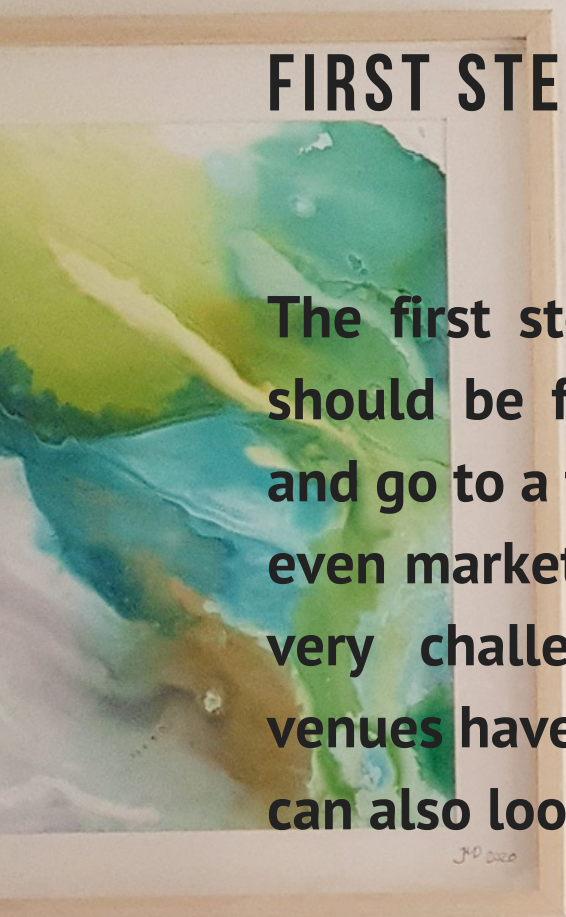 FIRST STE
The first st
should be f
and go to a
even market
very challe
venues have
can also loo
2020